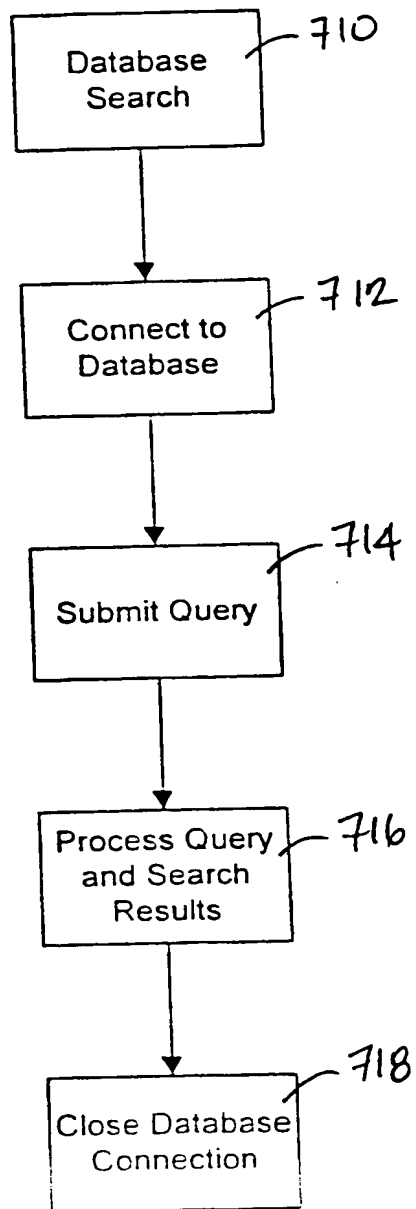 710
Database
Search
712
Connect to
Database
714
Submit Query
716
Process Query
and Search
Results
718
Close Database
Connection